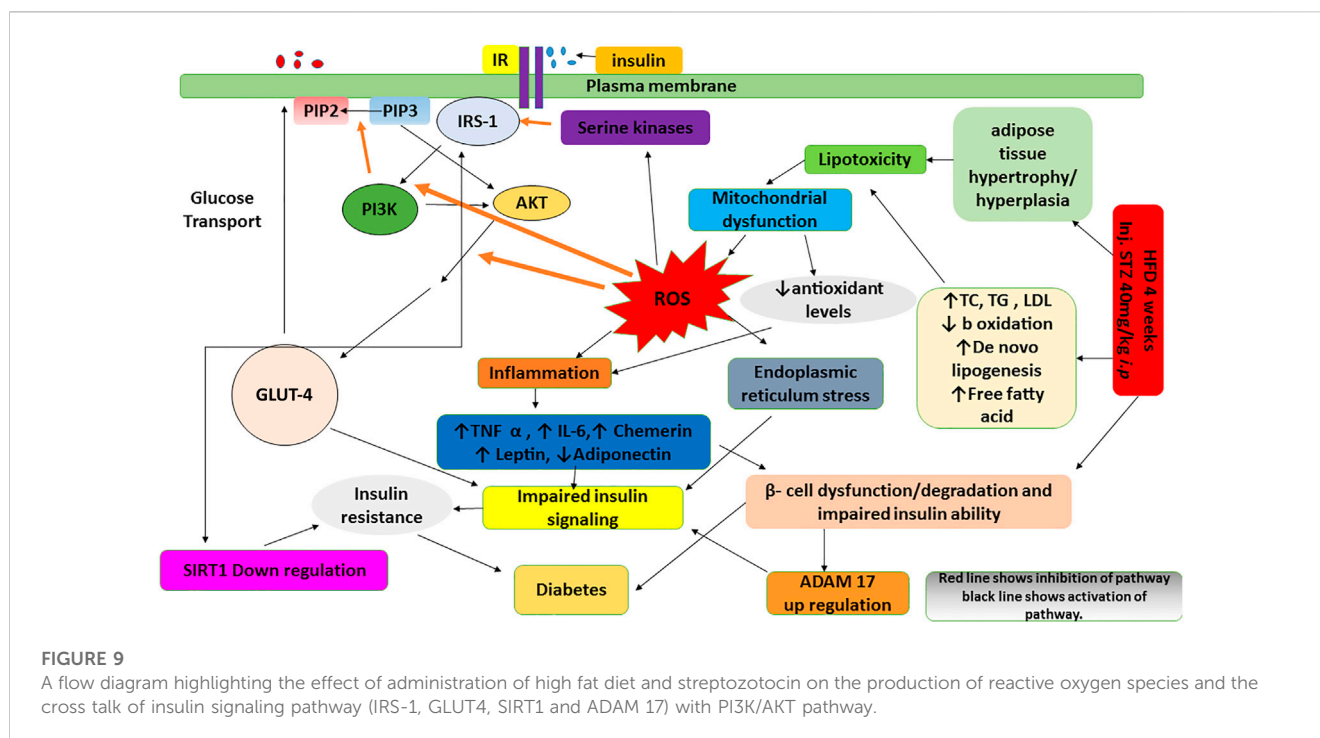 IR
insulin
Plasma membrane
PIP2
PIP3
IRS-1
Serine kinases
adipose
tissue
hypertrophy/
hyperplasia
Lipotoxicity
Glucose
Transport
PI3K
AKT
Mitochondrial
dysfunction
HFD 4 weeks
Inj. STZ 40mg/kg i.p
ROS
↓antioxidant
levels
↑TC, TG , LDL
↓ b oxidation
↑De novo
lipogenesis
↑Free fatty
acid
Inflammation
Endoplasmic
reticulum stress
GLUT-4
↑TNF α , ↑ IL-6,↑ Chemerin
↑ Leptin, ↓Adiponectin
Insulin
resistance
Impaired insulin
signaling
β- cell dysfunction/degradation and
impaired insulin ability
SIRT1 Down regulation
Diabetes
ADAM 17
up regulation
Red line shows inhibition of pathway
black line shows activation of
pathway.
FIGURE 9
A flow diagram highlighting the effect of administration of high fat diet and streptozotocin on the production of reactive oxygen species and the
cross talk of insulin signaling pathway (IRS-1, GLUT4, SIRT1 and ADAM 17) with PI3K/AKT pathway.